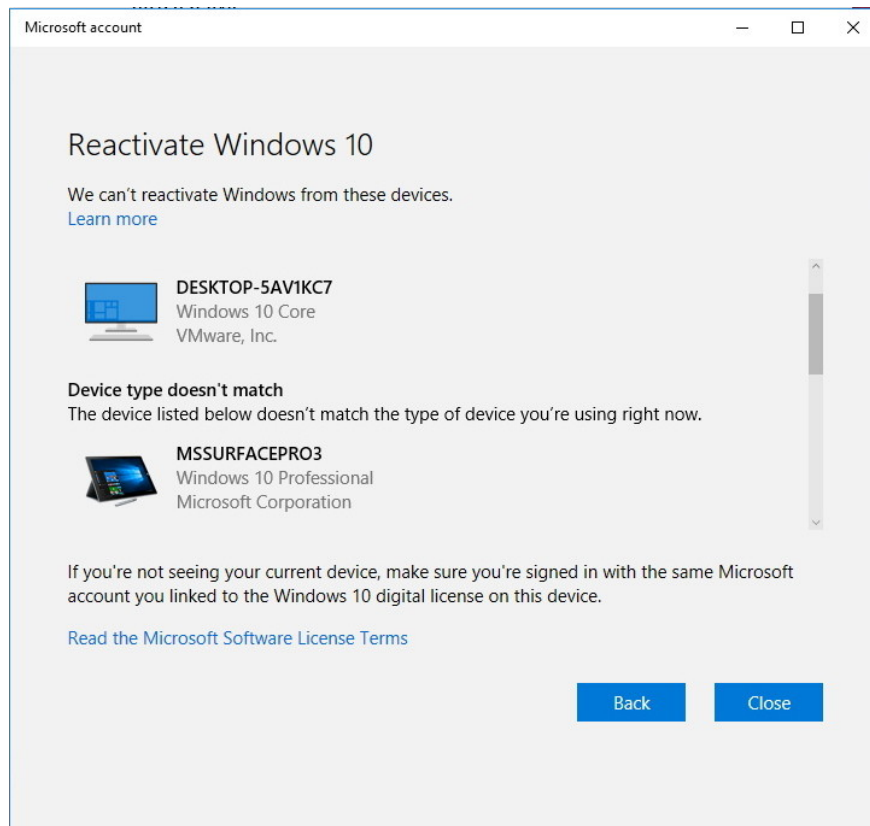 Microsoft account
Reactivate Windows 10
We can't reactivate Windows from these devices.
Learn more
DESKTOP-5AV1KC7
Windows 10 Core
VMware, Inc.
Device type doesn't match
The device listed below doesn't match the type of device you're using right now.
MSSURFACEPRO3
Windows 10 Professional
Microsoft Corporation
If you're not seeing your current device, make sure you're signed in with the same Microsoft
account you linked to the Windows 10 digital license on this device.
Read the Microsoft Software License Terms
Back
Close